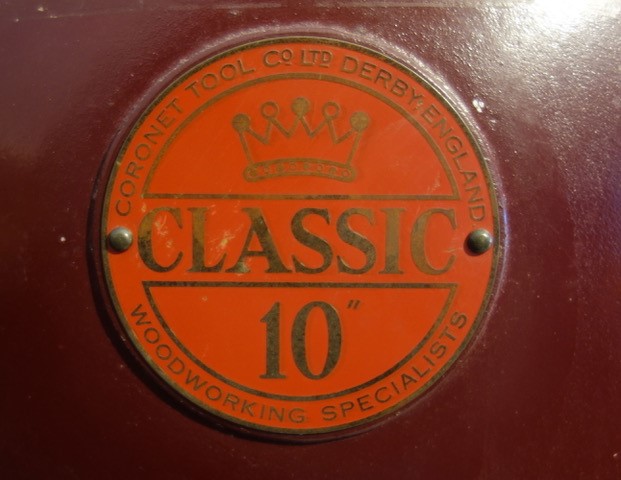 CORONET TOOL CO LTD DERBY·ENGLAND
CLASSIC
10"
WOODWORKING SPECIALISTS